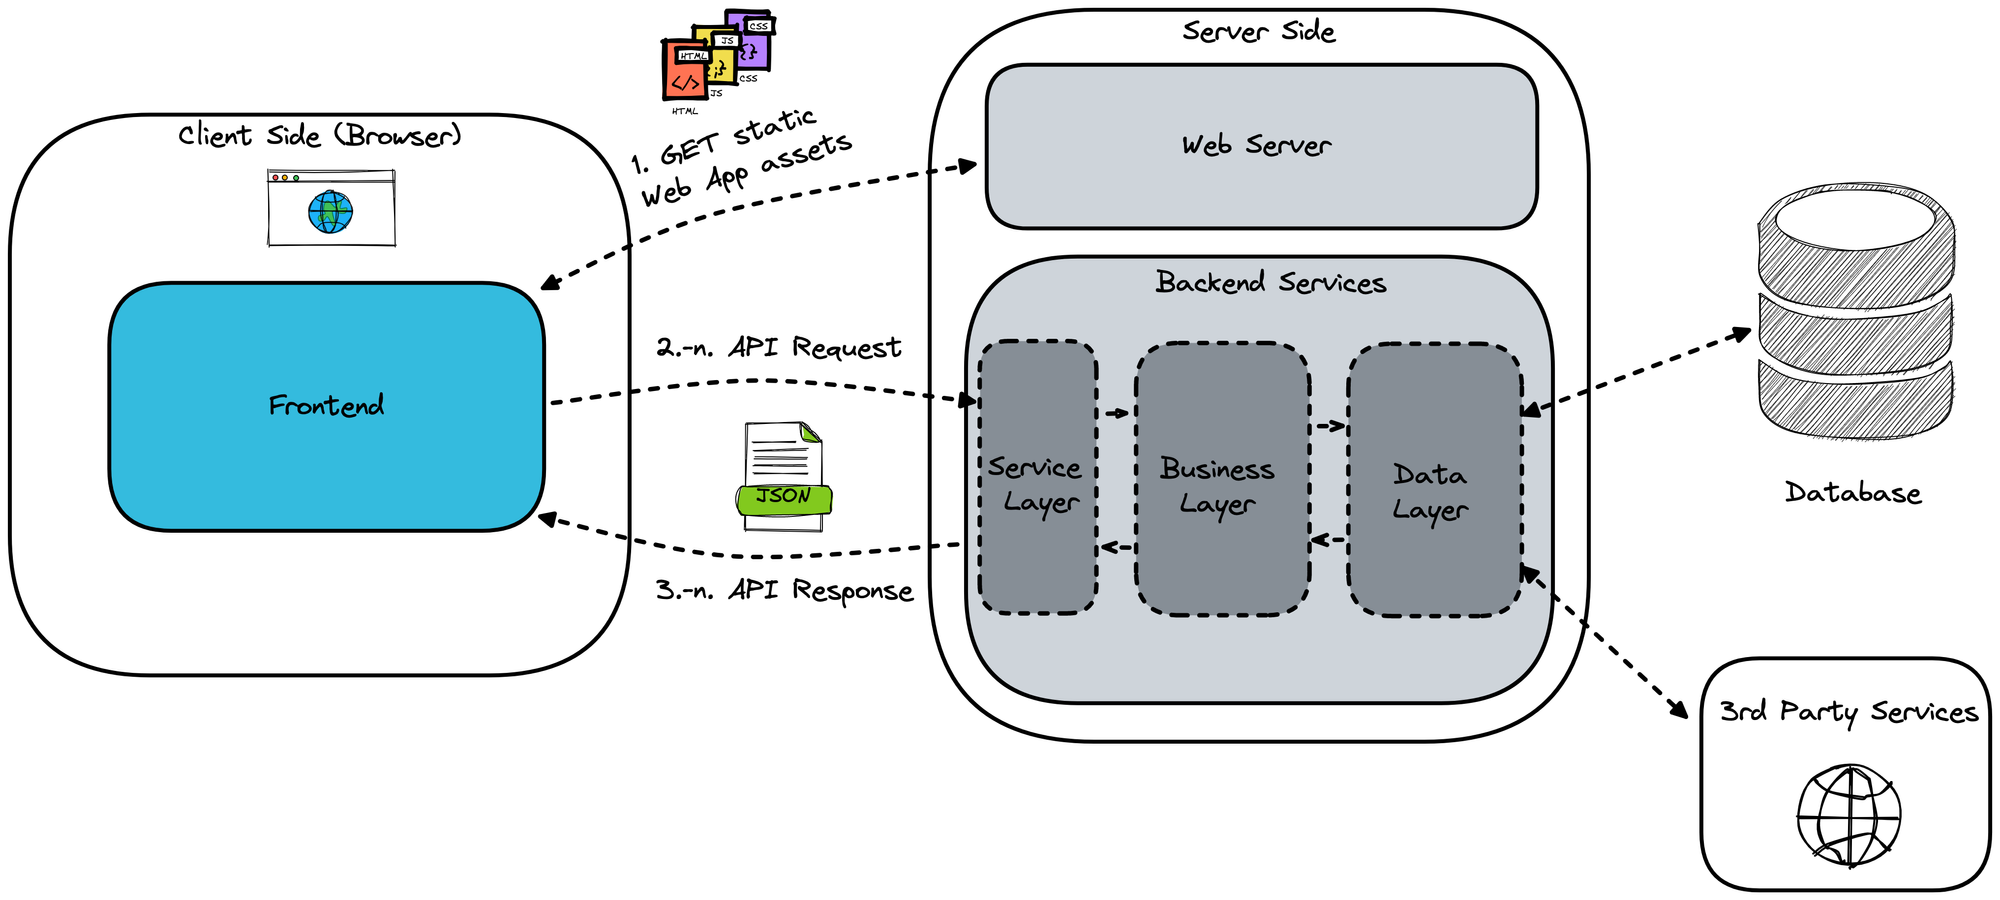 Client Side (Browser)
Frontend
HTML
JS
CSS
</>
{;}
{}
CSS
JS
HTML
1. GET static
Web App assets
2.-n. API Request
JSON
3.-n. API Response
Server Side
Web Server
Backend Services
Service
Layer
Business
Layer
Data
Layer
Database
3rd Party Services